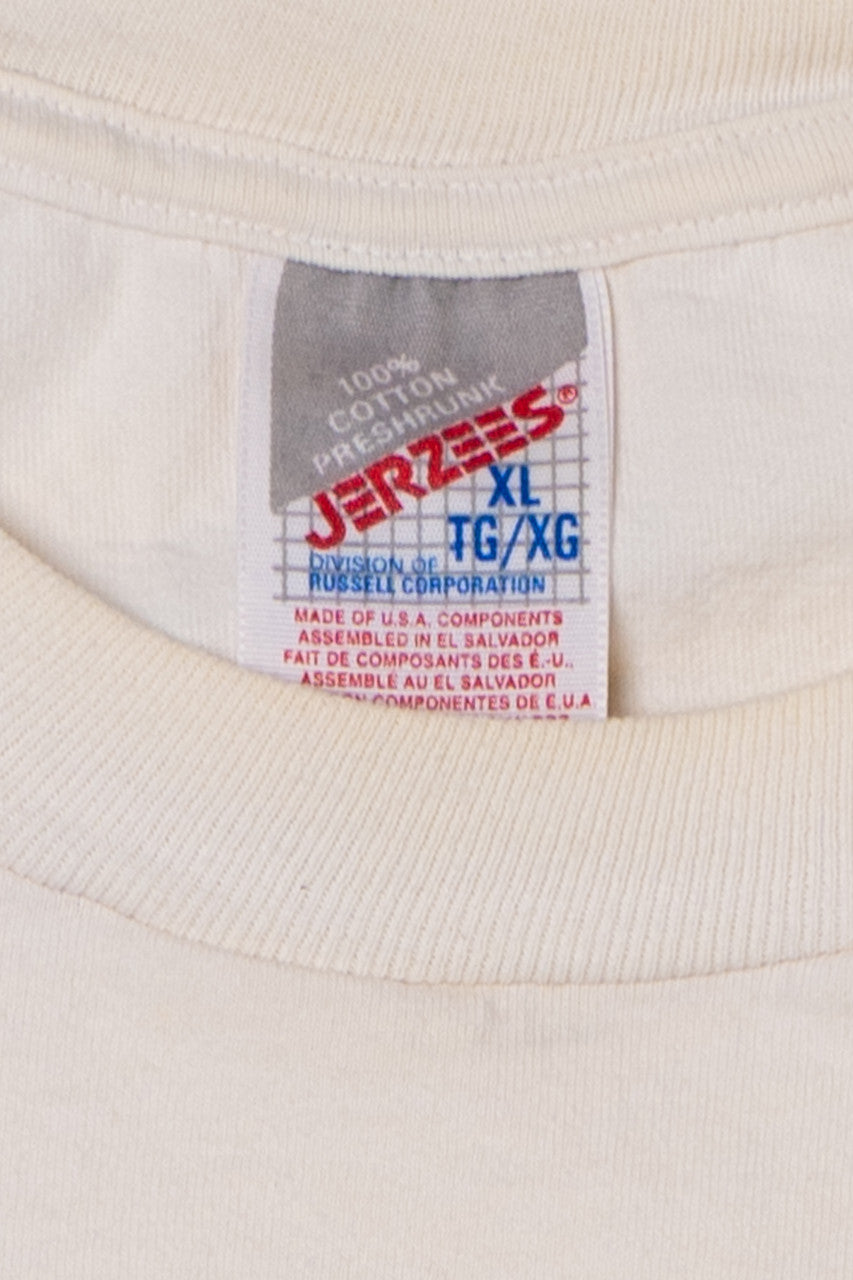 100%
COTTON
PRESHRUNK
JERZEES®
XL
TG/XG
DIVISION OF
RUSSELL CORPORATION
MADE OF U.S.A. COMPONENTS
ASSEMBLED IN EL SALVADOR
FAIT DE COMPOSANTS DES É.-U.,
ASSEMBLÉ AU EL SALVADOR
COMPONENTES DE E.U.A